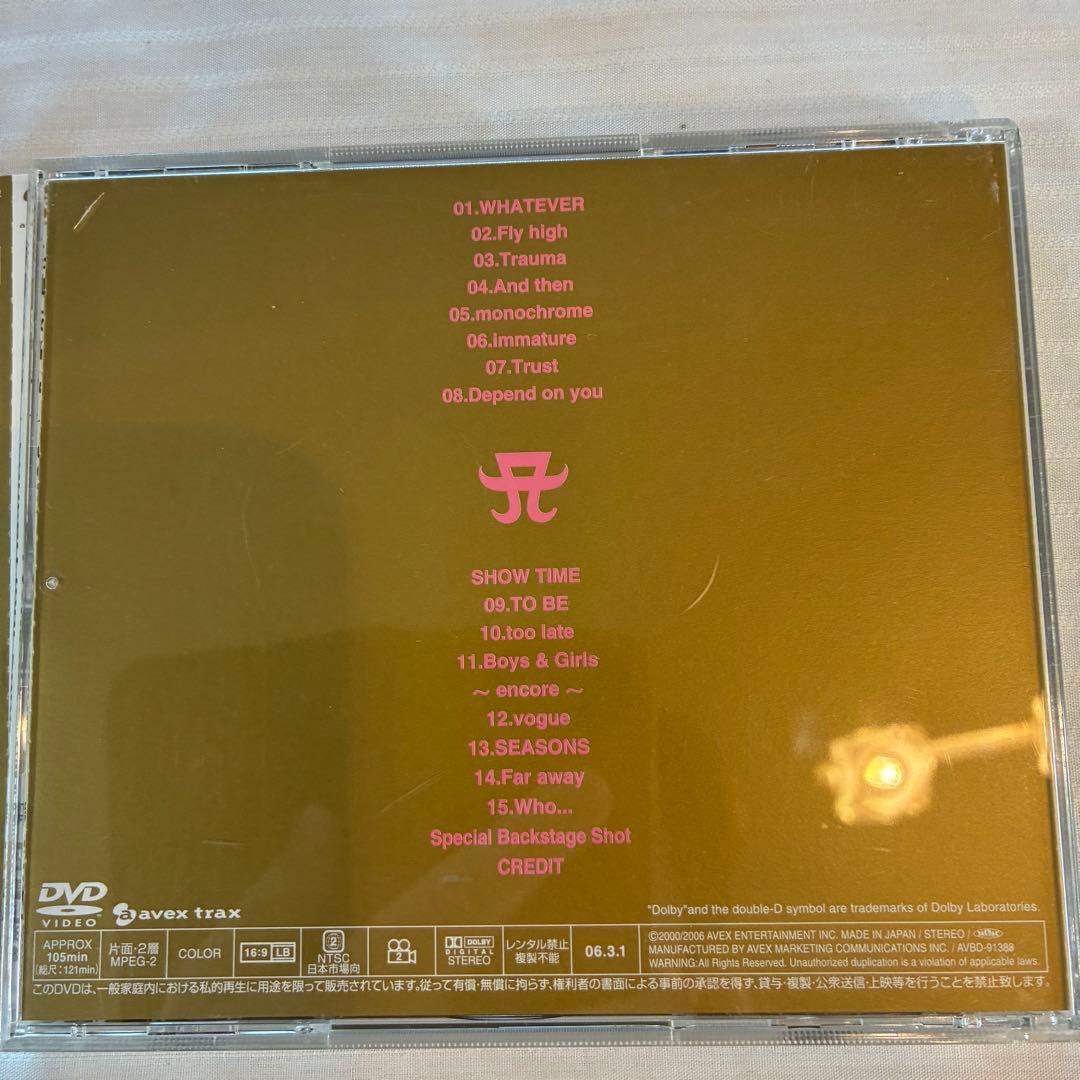 01.WHATEVER
02.Fly high
03.Trauma
04.And then
05.monochrome
06.immature
07.Trust
08.Depend on you
SHOW TIME
09.TO BE
10.too late
11.Boys & Girls
～ encore ～
12.vogue
13.SEASONS
14.Far away
15.Who...
Special Backstage Shot
CREDIT
DVD
VIDEO
a avex trax
"Dolby"and the double-D symbol are trademarks of Dolby Laboratories.
APPROX
105min
(総尺:121min)
片面・2層
MPEG-2
COLOR
16:9 LB
2
NTSC
日本市場向
2
DOLBY
DIGITAL
STEREO
レンタル禁止
複製不能
06.3.1
©2000/2006 AVEX ENTERTAINMENT INC. MADE IN JAPAN / STEREO /
MANUFACTURED BY AVEX MARKETING COMMUNICATIONS INC. / AVBD-91388
WARNING:All Rights Reserved. Unauthorized duplication is a violation of applicable laws.
このDVDは、一般家庭内における私的再生に用途を限って販売されています。従って有償・無償に拘らず、権利者の書面による事前の承認を得ず、貸与・複製・公衆送信・上映等を行うことを禁止致します。